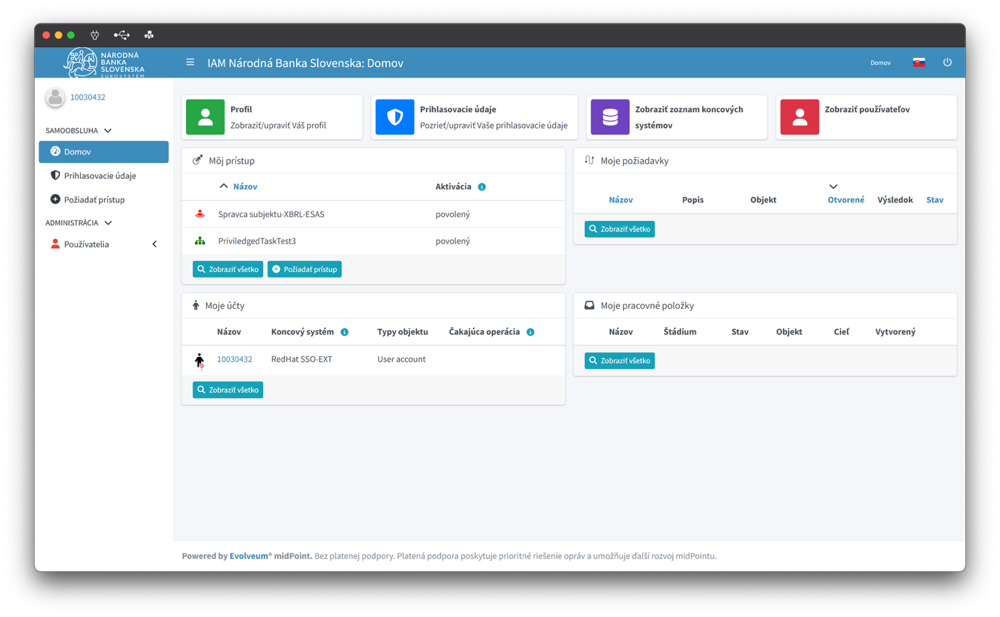 NÁRODNÁ
BANKA
SLOVENSKA
EUROSYSTÉM
IAM Národná Banka Slovenska: Domov
Domov
10030432
SAMOOBSLUHA
Domov
Prihlasovacie údaje
Požiadať prístup
ADMINISTRÁCIA
Používatelia
Profil
Zobraziť/upraviť Váš profil
Prihlasovacie údaje
Pozrieť/upraviť Vaše prihlasovacie údaje
Zobraziť zoznam koncových
systémov
Zobraziť používateľov
Môj prístup
Názov Aktivácia
Spravca subjektu-XBRL-ESAS povolený
PriviledgedTaskTest3 povolený
Zobraziť všetko Požiadať prístup
Moje požiadavky
Názov Popis Objekt Otvorené Výsledok Stav
Zobraziť všetko
Moje účty
Názov Koncový systém Typy objektu Čakajúca operácia
10030432 RedHat SSO-EXT User account
Zobraziť všetko
Moje pracovné položky
Názov Štádium Stav Objekt Cieľ Vytvorený
Zobraziť všetko
Powered by Evolveum® midPoint. Bez platenej podpory. Platená podpora poskytuje prioritné riešenie opráv a umožňuje ďalší rozvoj midPointu.